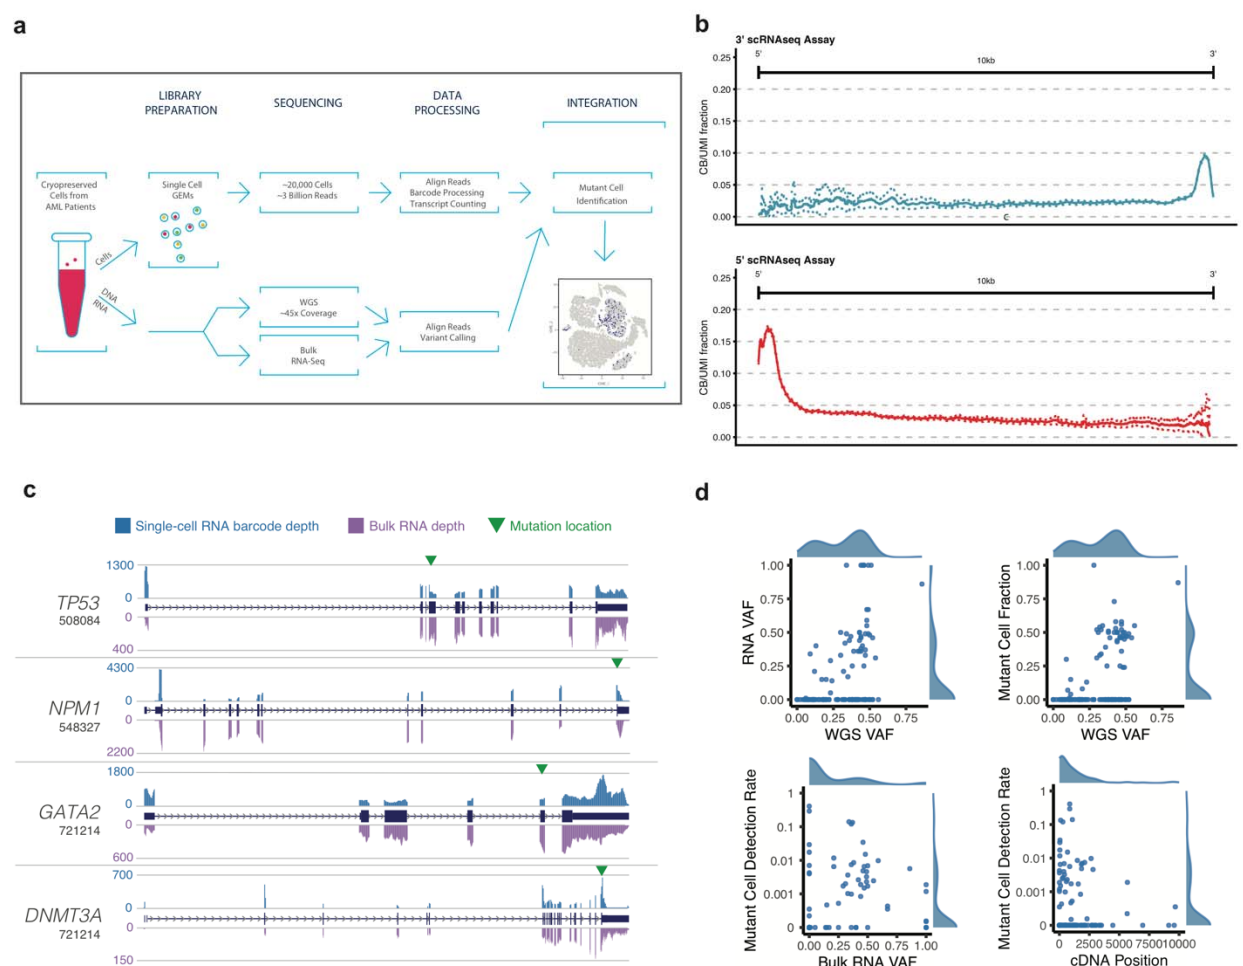 a
LIBRARY
PREPARATION
SEQUENCING
DATA
PROCESSING
INTEGRATION
Cryopreserved
Cells from
AML Patients
Single Cell
GEMs
~20,000 Cells
~3 Billion Reads
Align Reads
Barcode Processing
Transcript Counting
Mutant Cell
Identification
Cells
DNA
RNA
WGS
~45x Coverage
Bulk
RNA-Seq
Align Reads
Variant Calling
b
3' scRNAseq Assay
5'
3'
10kb
0.25
0.20
0.15
0.10
0.05
0.00
CB/UMI fraction
5' scRNAseq Assay
5'
3'
10kb
0.25
0.20
0.15
0.10
0.05
0.00
CB/UMI fraction
c
Single-cell RNA barcode depth
Bulk RNA depth
Mutation location
TP53
508084
1300
0
0
400
NPM1
548327
4300
0
0
2200
GATA2
721214
1800
0
0
600
DNMT3A
721214
700
0
0
150
d
RNA VAF
1.00
0.75
0.50
0.25
0.00
0.00 0.25 0.50 0.75
WGS VAF
Mutant Cell Fraction
1.00
0.75
0.50
0.25
0.00
0.00 0.25 0.50 0.75
WGS VAF
Mutant Cell Detection Rate
1
0.1
0.01
0.001
0
0.00 0.25 0.50 0.75 1.00
Bulk RNA VAF
Mutant Cell Detection Rate
1
0.1
0.01
0.001
0
0 2500 5000 7500 10000
cDNA Position